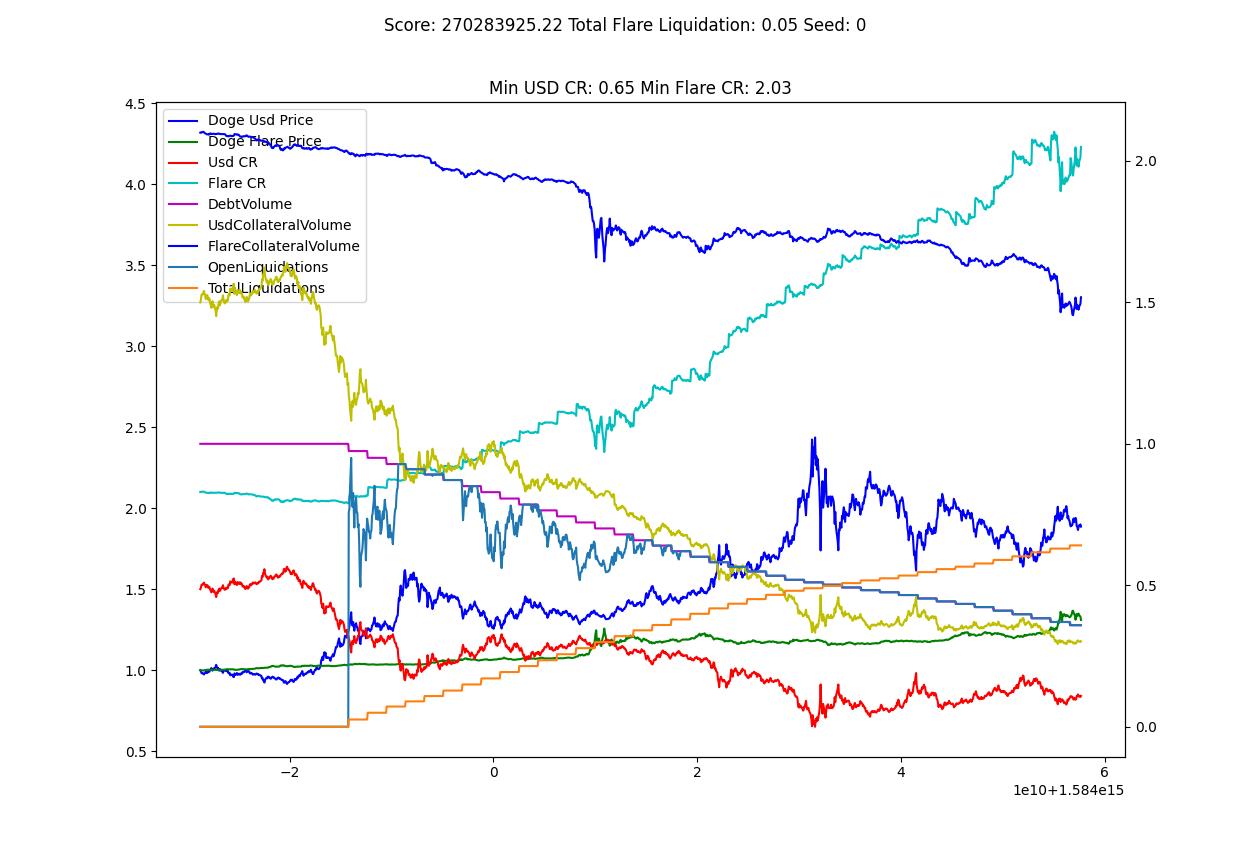 Score: 270283925.22 Total Flare Liquidation: 0.05 Seed: 0
Min USD CR: 0.65 Min Flare CR: 2.03
Doge Usd Price
Doge Flare Price
Usd CR
Flare CR
DebtVolume
UsdCollateralVolume
FlareCollateralVolume
OpenLiquidations
TotalLiquidations
4.5
4.0
3.5
3.0
2.5
2.0
1.5
1.0
0.5
2.0
1.5
1.0
0.5
0.0
−2
0
2
4
6
1e10+1.584e15